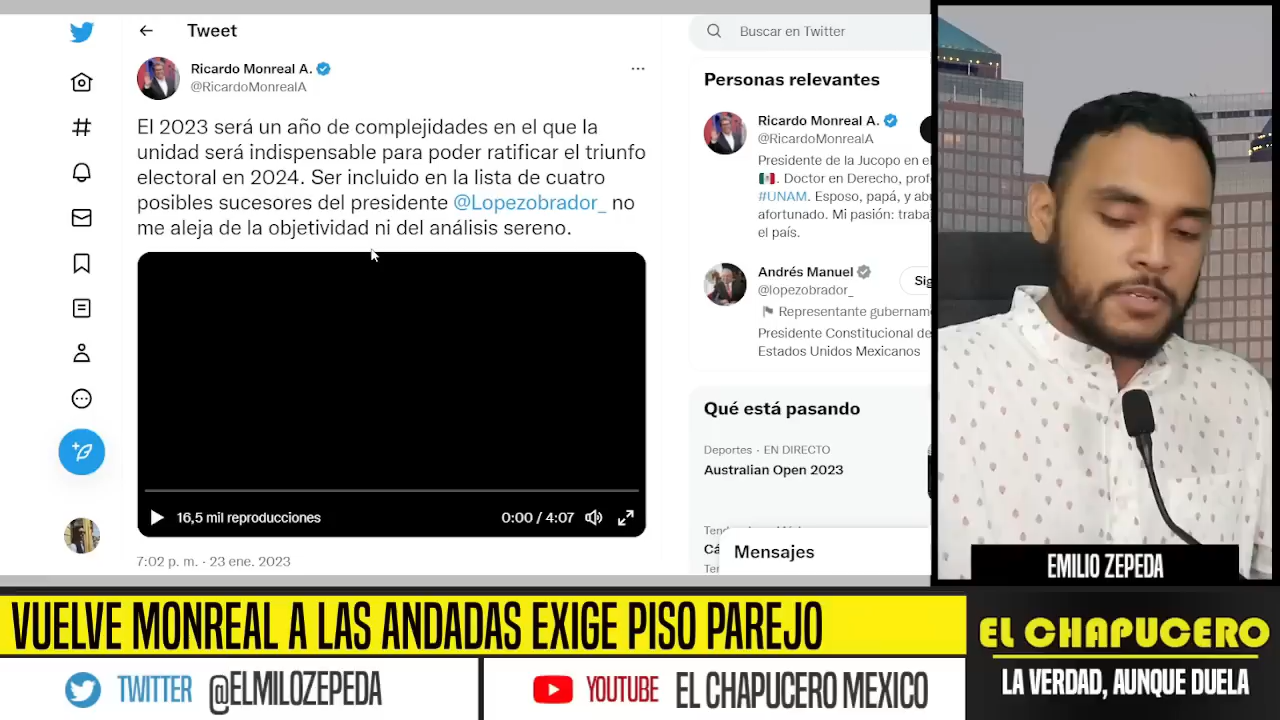 Tweet
Ricardo Monreal A.
@RicardoMonrealA
El 2023 será un año de complejidades en el que la
unidad será indispensable para poder ratificar el triunfo
electoral en 2024. Ser incluido en la lista de cuatro
posibles sucesores del presidente @Lopezobrador_ no
me aleja de la objetividad ni del análisis sereno.
16,5 mil reproducciones
0:00 / 4:07
7:02 p. m. · 23 ene. 2023
Buscar en Twitter
Personas relevantes
Ricardo Monreal A.
@RicardoMonrealA
Presidente de la Jucopo en el
Doctor en Derecho,
#UNAM. Esposo, papá, y
afortunado. Mi pasión:
el país.
Andrés Manuel
@lopezobrador_
Representante
Presidente Constitucional de
Estados Unidos Mexicanos
Qué está pasando
Deportes · EN DIRECTO
Australian Open 2023
Mensajes
EMILIO ZEPEDA
VUELVE MONREAL A LAS ANDADAS EXIGE PISO PAREJO
EL CHAPUCERO
LA VERDAD, AUNQUE DUELA
TWITTER @ELMILOZEPEDA
YOUTUBE EL CHAPUCERO MEXICO